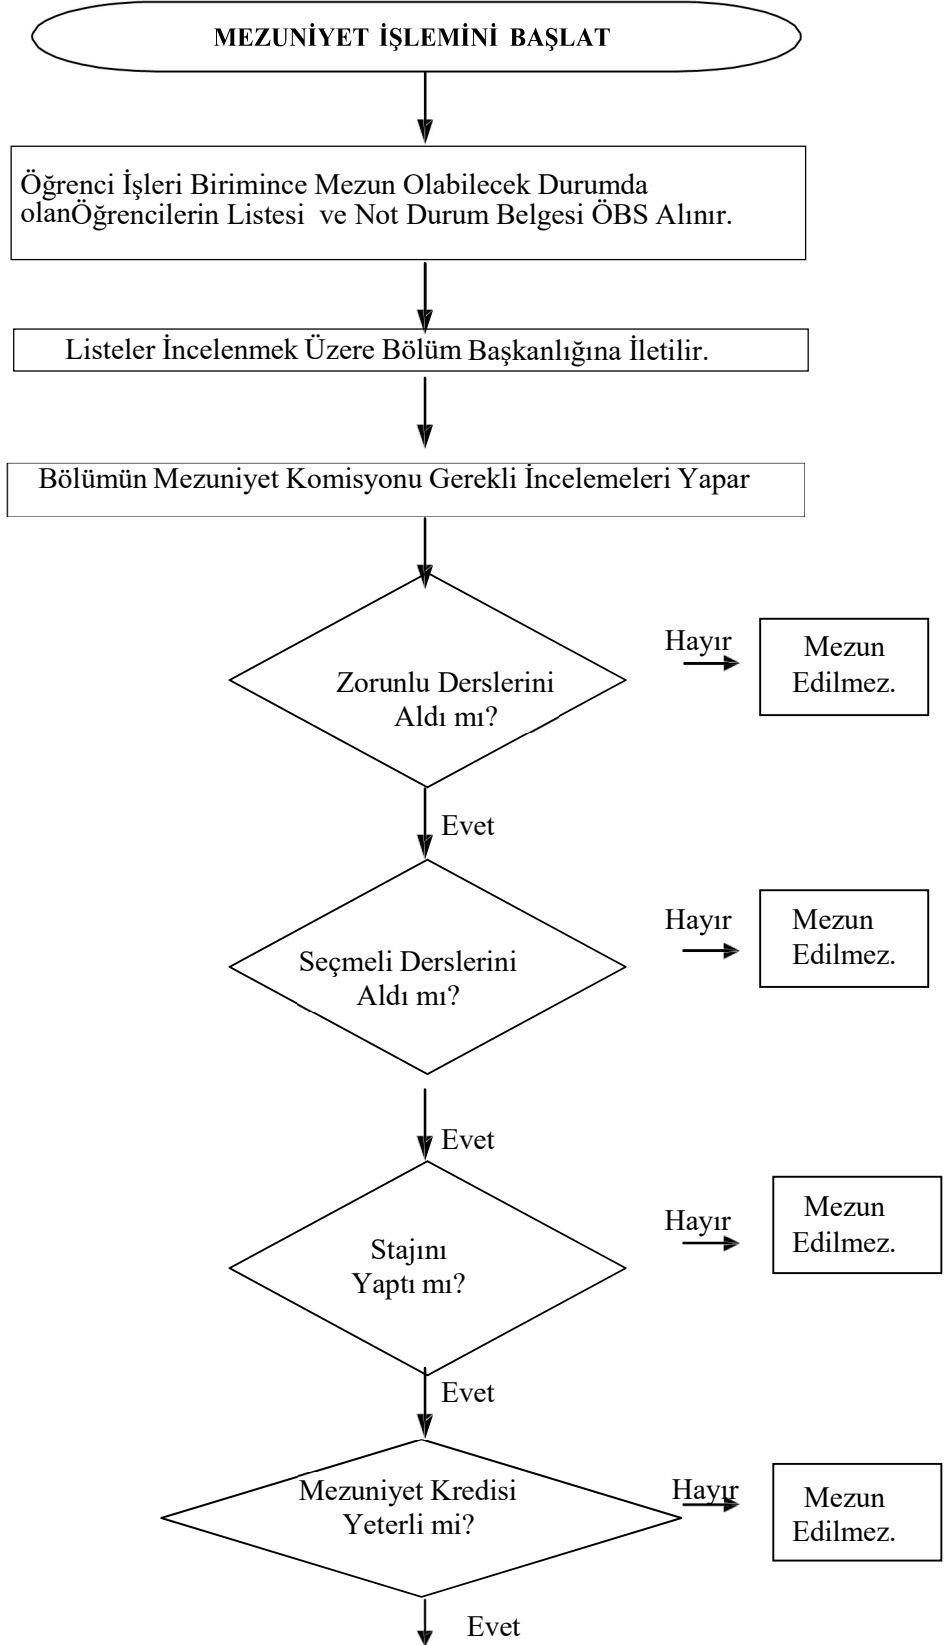 MEZUNİYET İŞLEMİNİ BAŞLAT
Öğrenci İşleri Birimince Mezun Olabilecek Durumda
olanÖğrencilerin Listesi ve Not Durum Belgesi ÖBS Alınır.
Listeler İncelenmek Üzere Bölüm Başkanlığına İletilir.
Bölümün Mezuniyet Komisyonu Gerekli İncelemeleri Yapar
Zorunlu Derslerini
Aldı mı?
Hayır
Mezun
Edilmez.
Evet
Seçmeli Derslerini
Aldı mı?
Hayır
Mezun
Edilmez.
Evet
Stajını
Yaptı mı?
Hayır
Mezun
Edilmez.
Evet
Mezuniyet Kredisi
Yeterli mi?
Hayır
Mezun
Edilmez.
Evet